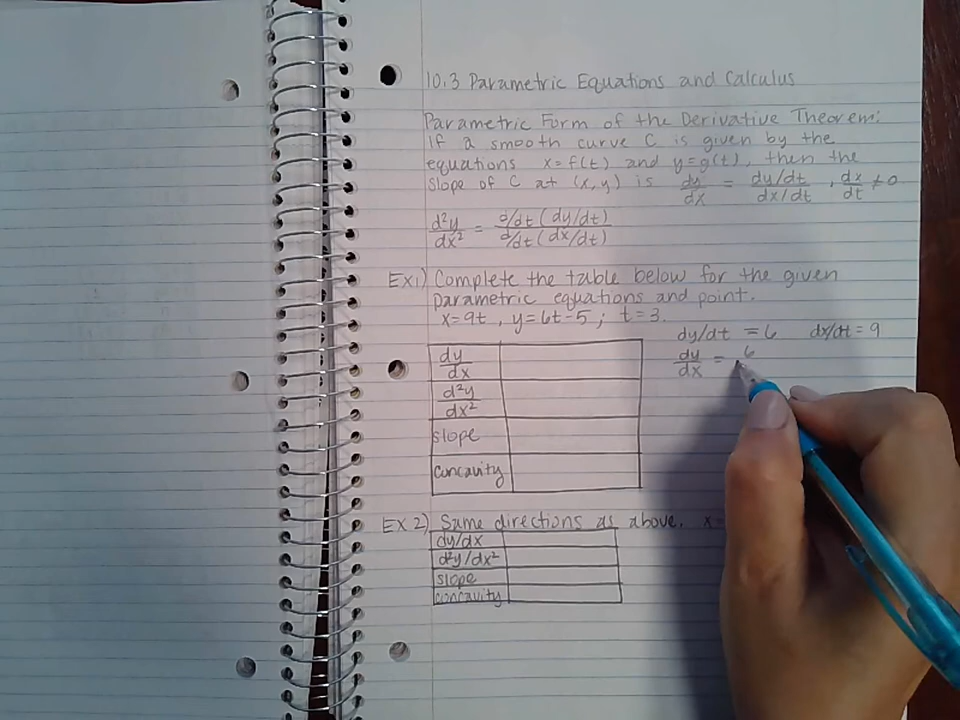 10.3 Parametric Equations and Calculus
Parametric Form of the Derivative Theorem:
If a smooth curve C is given by the
equations x=f(t) and y=g(t), then the
slope of C at (x,y) is dy/dx = (dy/dt)/(dx/dt), dx/dt ≠ 0
d²y/dx² = (d/dt(dy/dt))/(d/dt(dx/dt))
Ex1) Complete the table below for the given
parametric equations and point.
x=9t, y=6t-5; t=3.
dy/dt = 6 dx/dt = 9
dy/dx = 6
dy/dx
d²y/dx²
slope
concavity
Ex 2) Same directions as above. x
dy/dx
d²y/dx²
slope
concavity